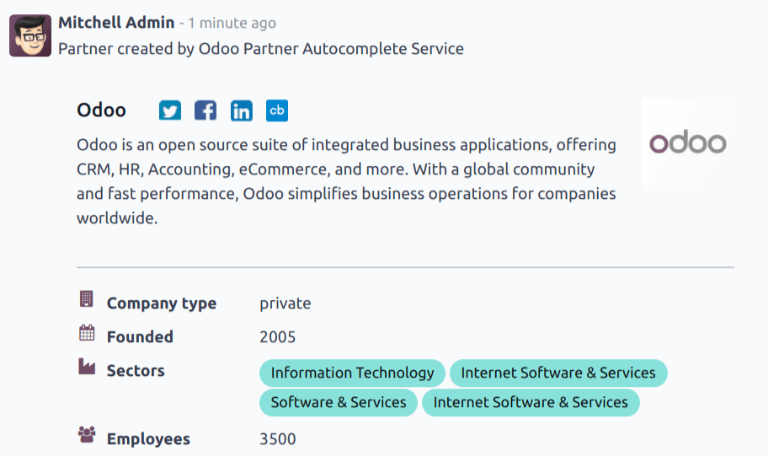 Mitchell Admin - 1 minute ago
Partner created by Odoo Partner Autocomplete Service
Odoo
cb
odoo
Odoo is an open source suite of integrated business applications, offering
CRM, HR, Accounting, eCommerce, and more. With a global community
and fast performance, Odoo simplifies business operations for companies
worldwide.
Company type private
Founded 2005
Sectors Information Technology Internet Software & Services
Software & Services Internet Software & Services
Employees 3500